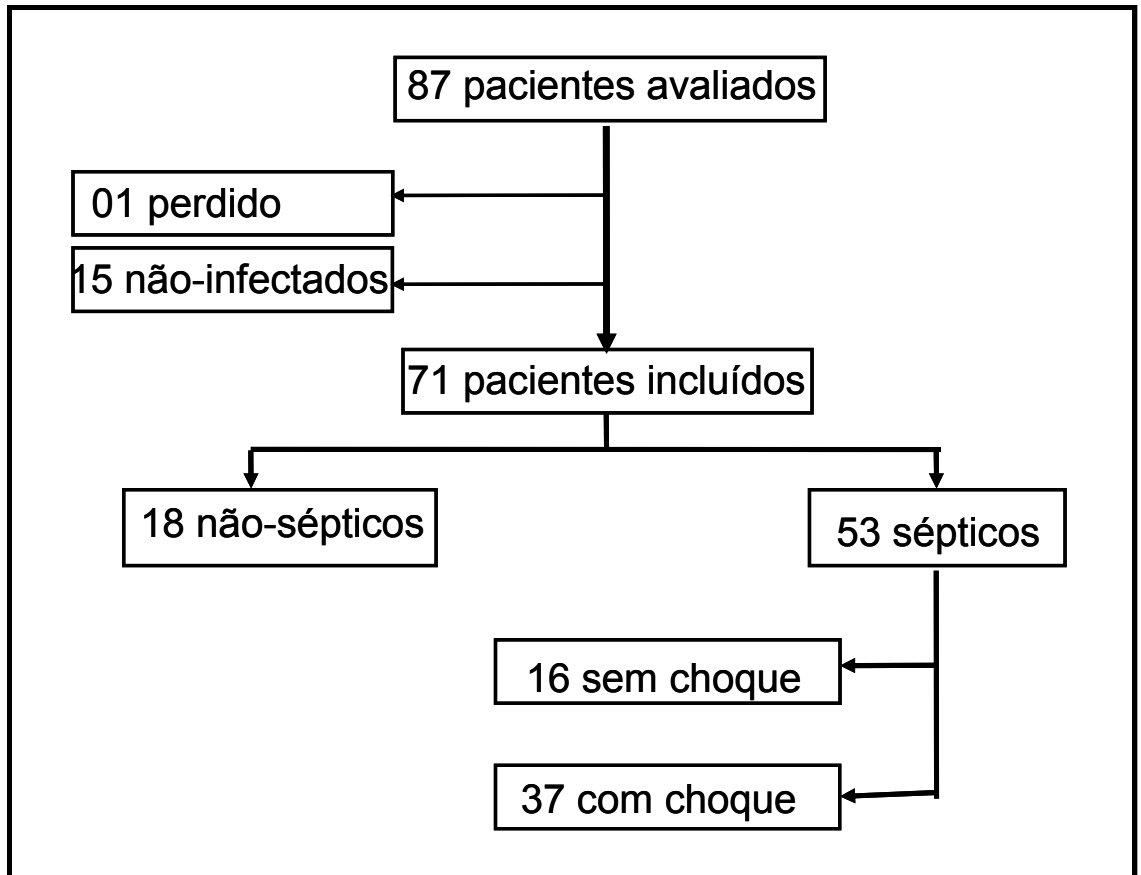 87 pacientes avaliados
01 perdido
15 não-infectados
71 pacientes incluídos
18 não-sépticos
53 sépticos
16 sem choque
37 com choque